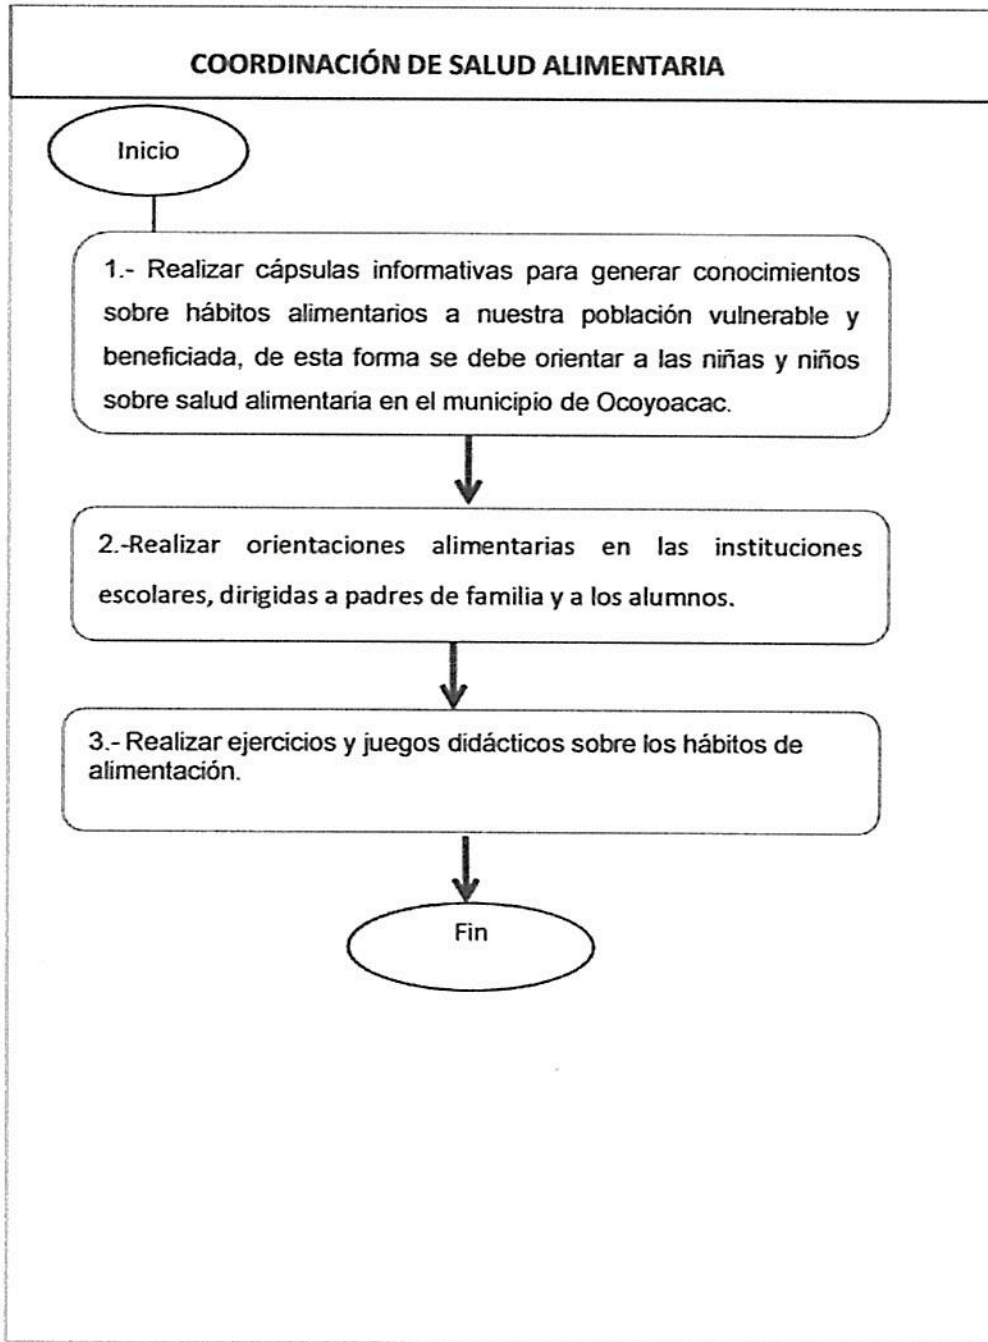 COORDINACIÓN DE SALUD ALIMENTARIA
Inicio
1.- Realizar cápsulas informativas para generar conocimientos
sobre hábitos alimentarios a nuestra población vulnerable y
beneficiada, de esta forma se debe orientar a las niñas y niños
sobre salud alimentaria en el municipio de Ocoyoacac.
2.-Realizar orientaciones alimentarias en las instituciones
escolares, dirigidas a padres de familia y a los alumnos.
3.- Realizar ejercicios y juegos didácticos sobre los hábitos de
alimentación.
Fin